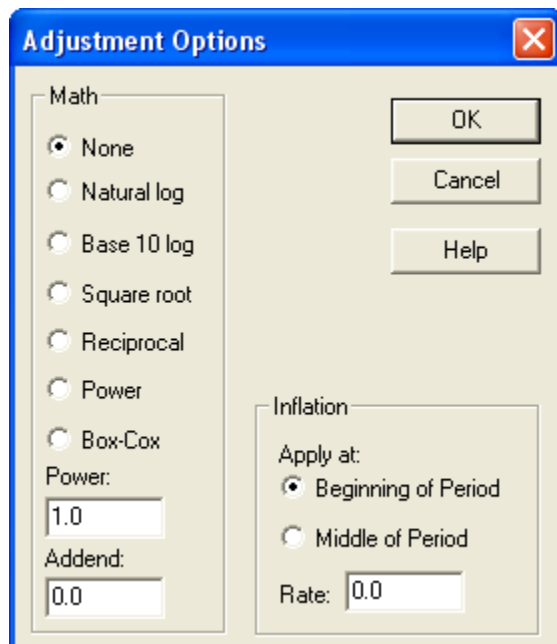 Adjustment Options
Math
None
Natural log
Base 10 log
Square root
Reciprocal
Power
Box-Cox
Power:
1.0
Addend:
0.0
OK
Cancel
Help
Inflation
Apply at:
Beginning of Period
Middle of Period
Rate: 0.0